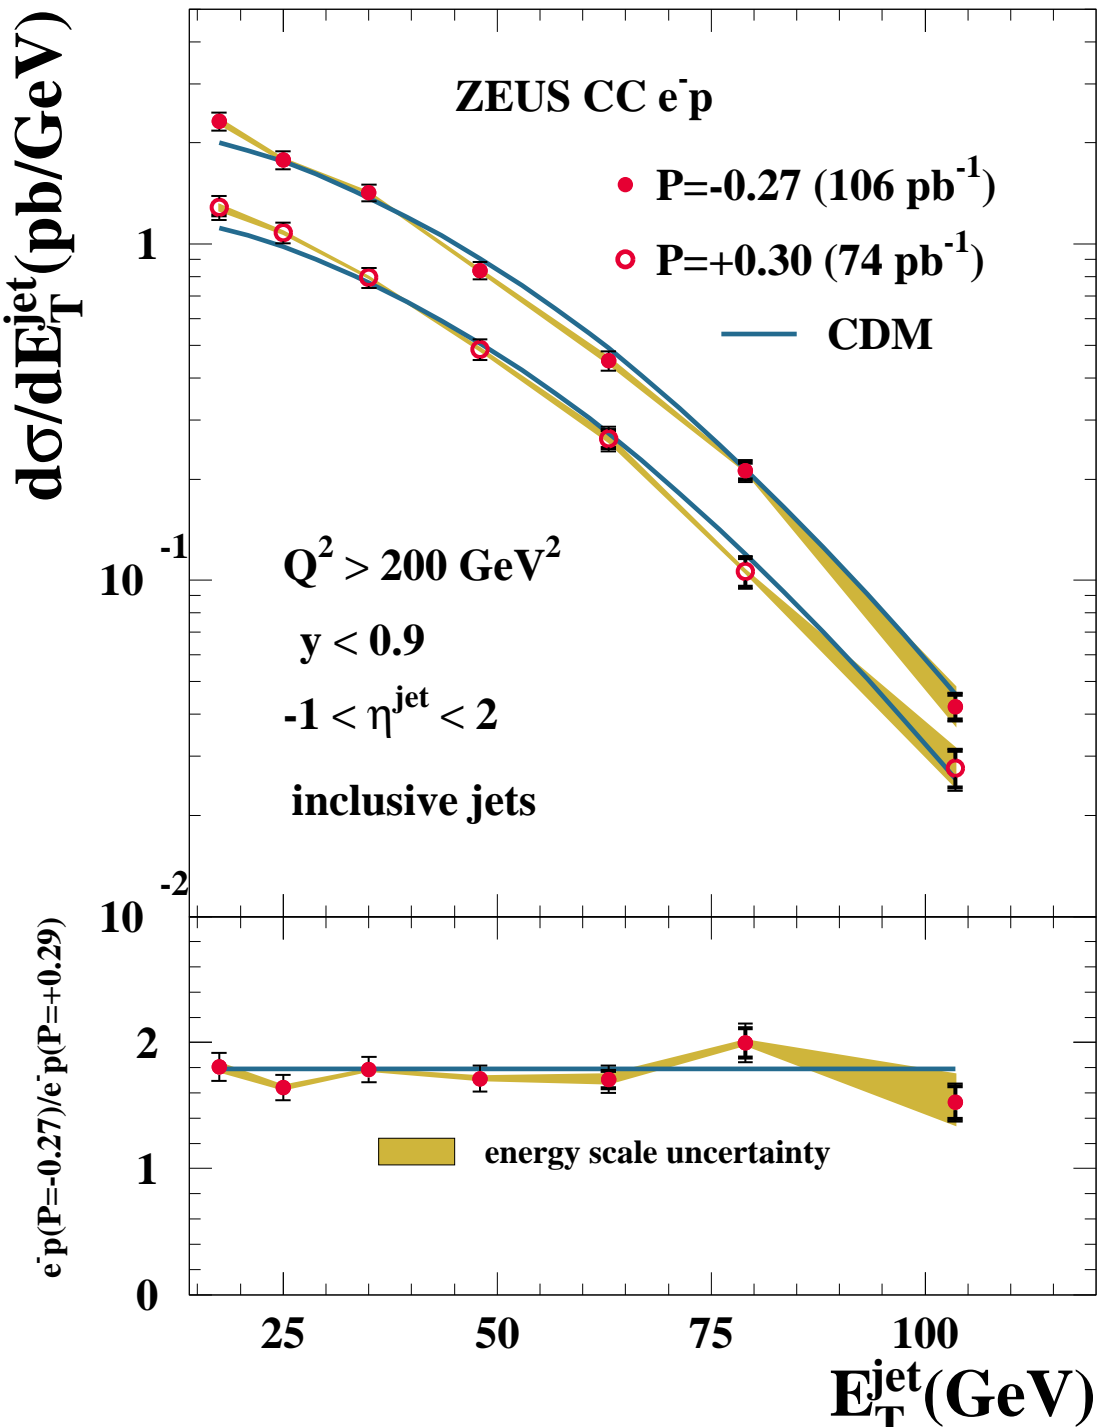 dσ/dE_T^jet(pb/GeV)
ZEUS CC e⁻p
P=-0.27 (106 pb⁻¹)
P=+0.30 (74 pb⁻¹)
CDM
1
10⁻¹
10⁻²
Q² > 200 GeV²
y < 0.9
-1 < η^jet < 2
inclusive jets
e⁻p(P=-0.27)/e⁻p(P=+0.29)
2
1
0
energy scale uncertainty
25 50 75 100
E_T^jet(GeV)